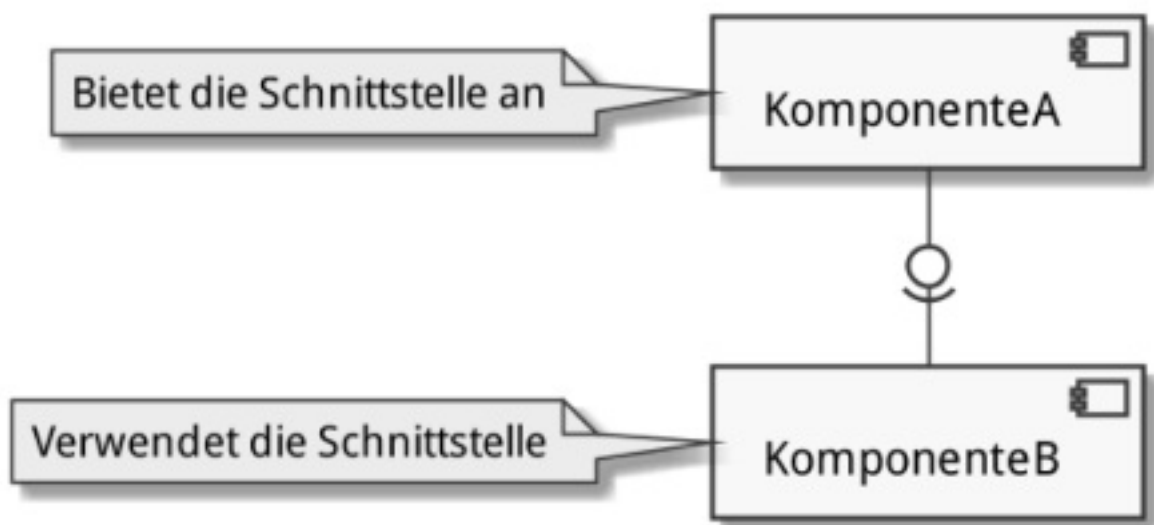 Bietet die Schnittstelle an
KomponenteA
Verwendet die Schnittstelle
KomponenteB